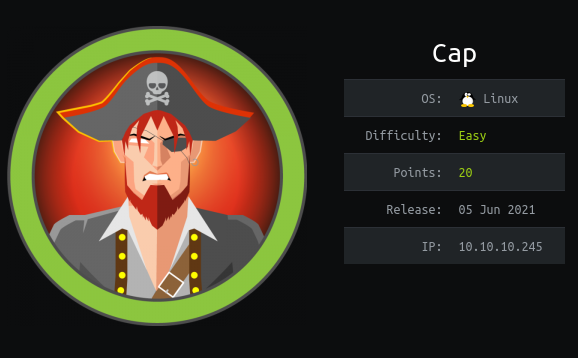 Cap
OS: Linux
Difficulty: Easy
Points: 20
Release: 05 Jun 2021
IP: 10.10.10.245